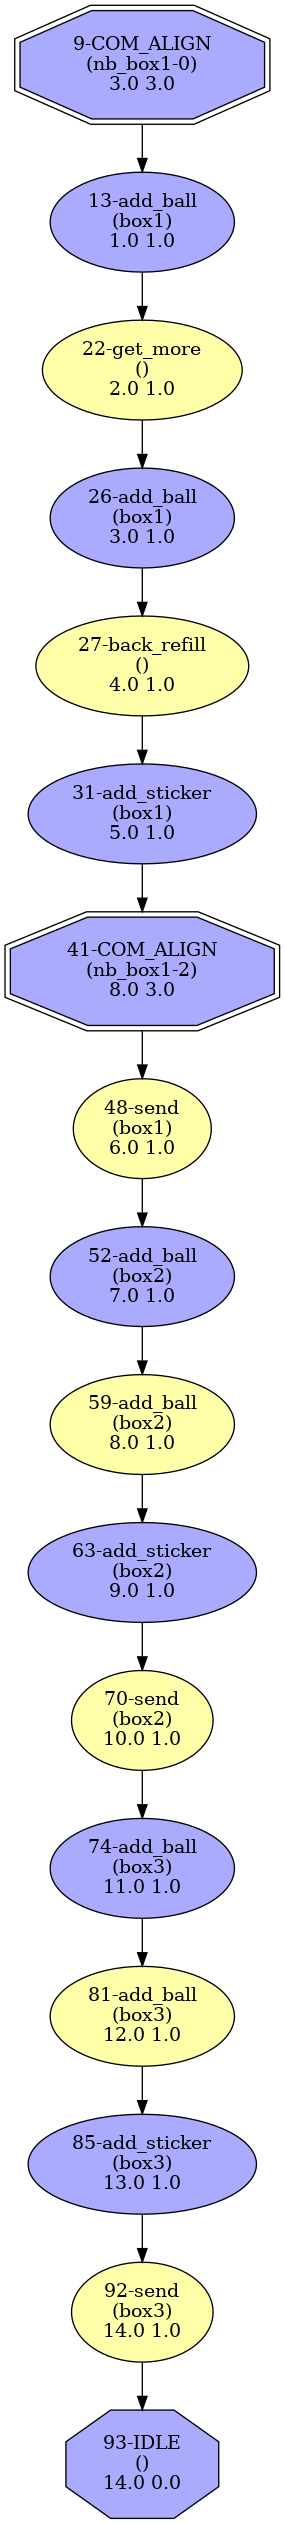 9-COM_ALIGN
(nb_box1-0)
3.0 3.0
13-add_ball
(box1)
1.0 1.0
22-get_more
()
2.0 1.0
26-add_ball
(box1)
3.0 1.0
27-back_refill
()
4.0 1.0
31-add_sticker
(box1)
5.0 1.0
41-COM_ALIGN
(nb_box1-2)
8.0 3.0
48-send
(box1)
6.0 1.0
52-add_ball
(box2)
7.0 1.0
59-add_ball
(box2)
8.0 1.0
63-add_sticker
(box2)
9.0 1.0
70-send
(box2)
10.0 1.0
74-add_ball
(box3)
11.0 1.0
81-add_ball
(box3)
12.0 1.0
85-add_sticker
(box3)
13.0 1.0
92-send
(box3)
14.0 1.0
93-IDLE
()
14.0 0.0